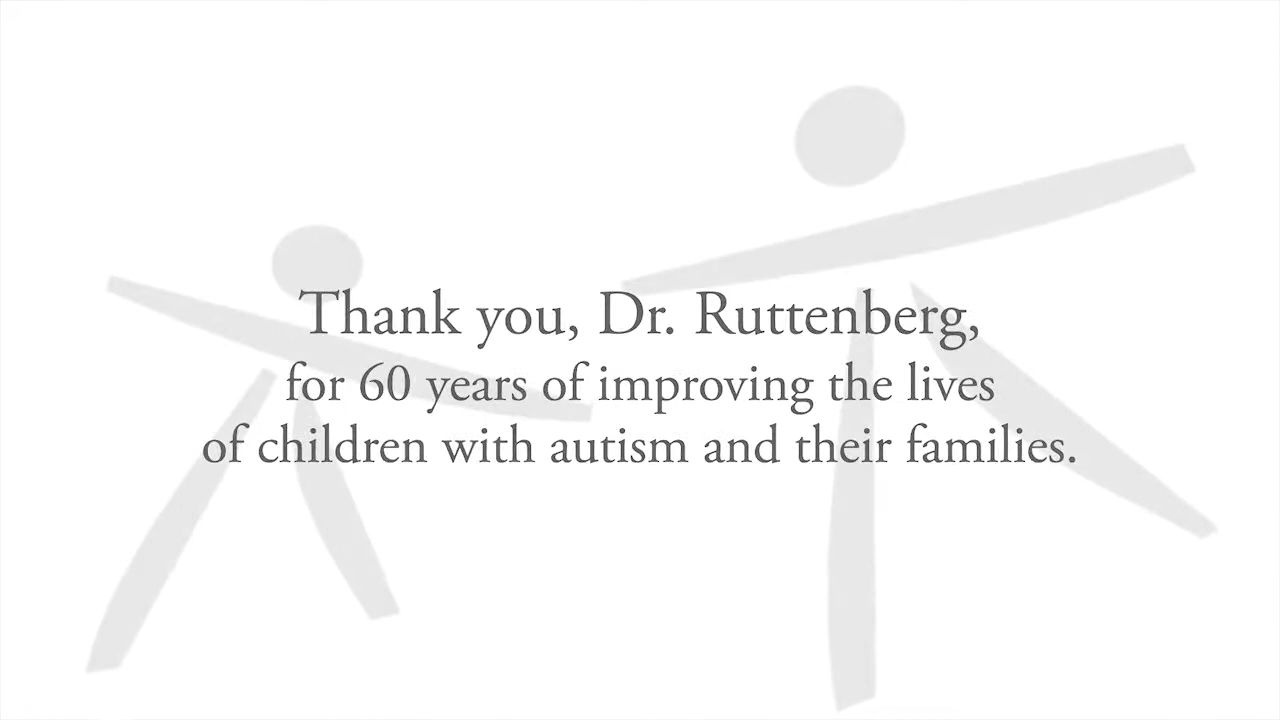 Thank you, Dr. Ruttenberg,
for 60 years of improving the lives
of children with autism and their families.